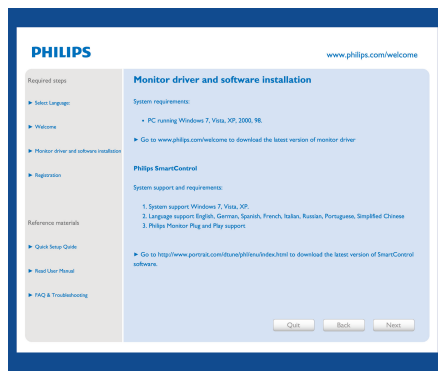 PHILIPS
www.philips.com/welcome
Required steps
► Select Language:
► Welcome
► Monitor driver and software installation
► Registration
Reference materials
► Quick Setup Guide
► Read User Manual
► FAQ & Troubleshooting
Monitor driver and software installation
System requirements:
• PC running Windows 7, Vista, XP, 2000, 98.
► Go to www.philips.com/welcome to download the latest version of monitor driver
Philips SmartControl
System support and requirements:
1. System support Windows 7, Vista, XP.
2. Language support English, German, Spanish, French, Italian, Russian, Portuguese, Simplified Chinese
3. Philips Monitor Plug and Play support
► Go to http://www.portrait.com/dtune/phl/enu/index.html to download the latest version of SmartControl
software.
Quit
Back
Next